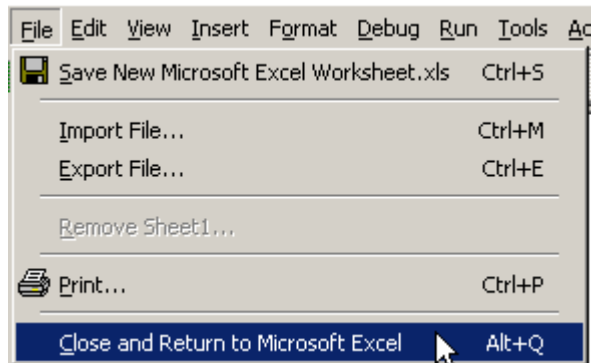 File Edit View Insert Format Debug Run Tools
Save New Microsoft Excel Worksheet.xls Ctrl+S
Import File... Ctrl+M
Export File... Ctrl+E
Remove Sheet1...
Print... Ctrl+P
Close and Return to Microsoft Excel Alt+Q